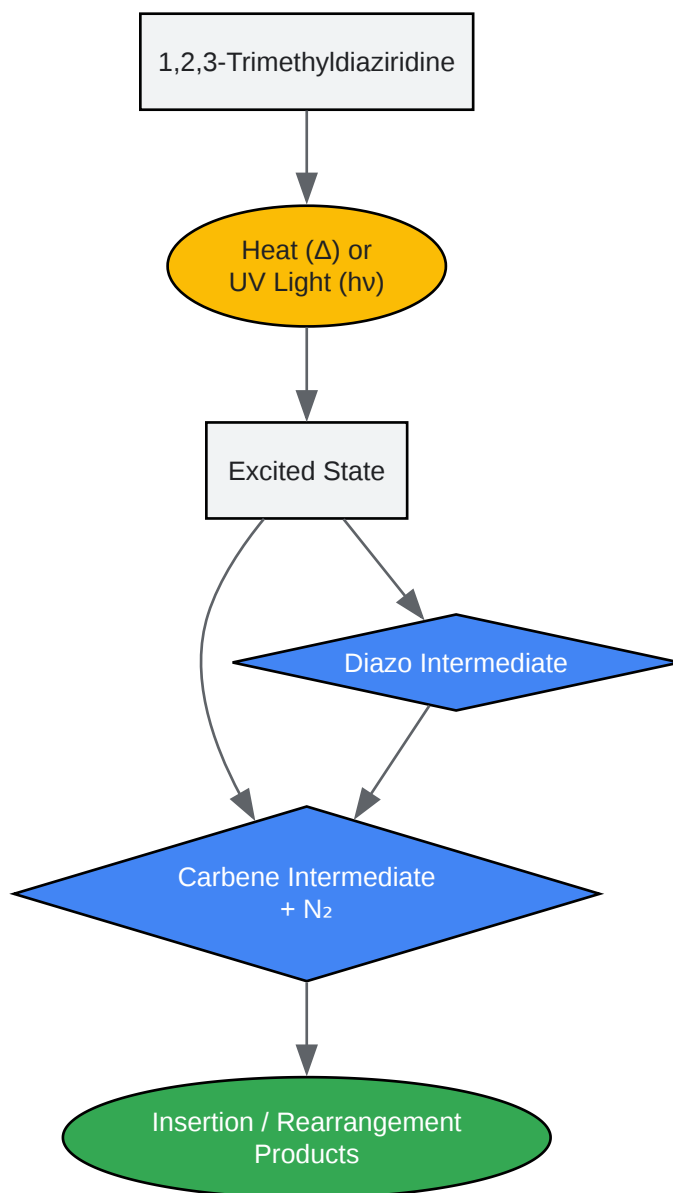 1,2,3-Trimethyldiaziridine
Heat (Δ) or
UV Light (hν)
Excited State
Diazo Intermediate
Carbene Intermediate
+ N₂
Insertion / Rearrangement
Products